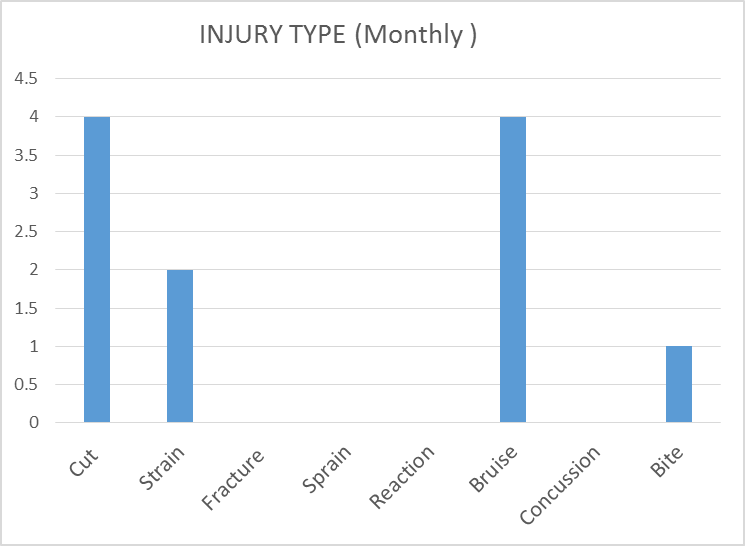 INJURY TYPE (Monthly )
4.5
4
3.5
3
2.5
2
1.5
1
0.5
0
Cut
Strain
Fracture
Sprain
Reaction
Bruise
Concussion
Bite